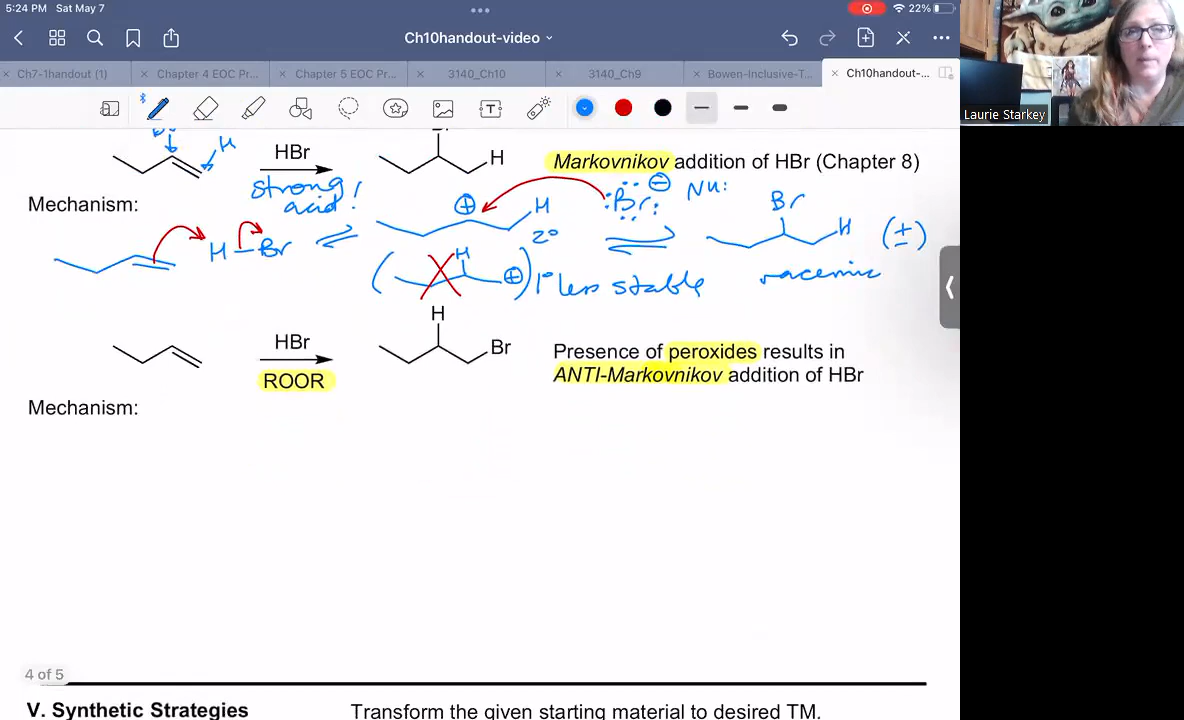 5:24 PM Sat May 7
22%
Ch10handout-video
Ch7-1handout (1)
Chapter 4 EOC Pr...
Chapter 5 EOC Pr...
3140_Ch10
3140_Ch9
Bowen-Inclusive-T...
Ch10handout-...
Laurie Starkey
H
HBr
H
Markovnikov addition of HBr (Chapter 8)
strong acid!
Br
⊖
Nu:
Mechanism:
⊕
H
2°
Br
H
(±)
H–Br
H
⊕
1° less stable
racemic
H
HBr
Br
Presence of peroxides results in
ROOR
ANTI-Markovnikov addition of HBr
Mechanism:
4 of 5
V. Synthetic Strategies
Transform the given starting material to desired TM.